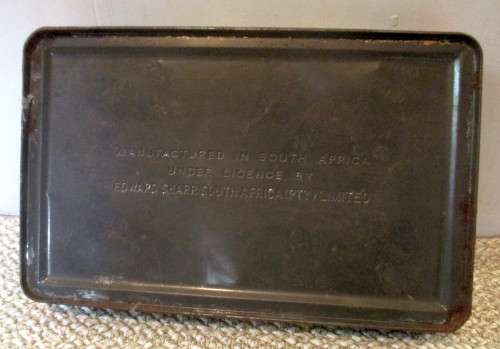 MANUFACTURED IN SOUTH AFRICA
UNDER LICENCE BY
EDWARD SHARP SOUTH AFRICA (PTY) LIMITED